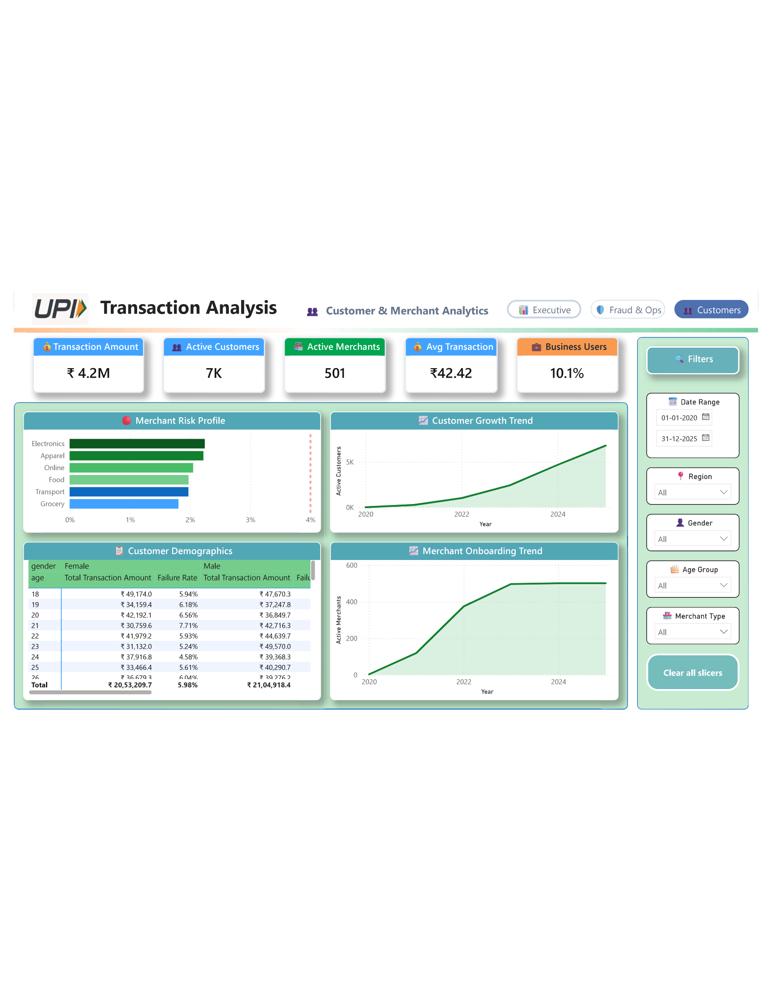 UPI
Transaction Analysis
Customer & Merchant Analytics
Executive
Fraud & Ops
Customers
Transaction Amount
₹ 4.2M
Active Customers
7K
Active Merchants
501
Avg Transaction
₹42.42
Business Users
10.1%
Merchant Risk Profile
Electronics
Apparel
Online
Food
Transport
Grocery
0% 1% 2% 3% 4%
Customer Growth Trend
Active Customers
5K
0K
2020 2022 2024
Year
Customer Demographics
gender Female Male
age Total Transaction Amount Failure Rate Total Transaction Amount Failu
18 ₹ 49,174.0 5.94% ₹ 47,670.3
19 ₹ 34,159.4 6.18% ₹ 37,247.8
20 ₹ 42,192.1 6.56% ₹ 36,849.7
21 ₹ 30,759.6 7.71% ₹ 42,716.3
22 ₹ 41,979.2 5.93% ₹ 44,639.7
23 ₹ 31,132.0 5.24% ₹ 49,570.0
24 ₹ 37,916.8 4.58% ₹ 39,368.3
25 ₹ 33,466.4 5.61% ₹ 40,290.7
26 ₹ 36,679.3 6.04% ₹ 39,276.2
Total ₹ 20,53,209.7 5.98% ₹ 21,04,918.4
Merchant Onboarding Trend
Active Merchants
600
400
200
0
2020 2022 2024
Year
Filters
Date Range
01-01-2020
31-12-2025
Region
All
Gender
All
Age Group
All
Merchant Type
All
Clear all slicers